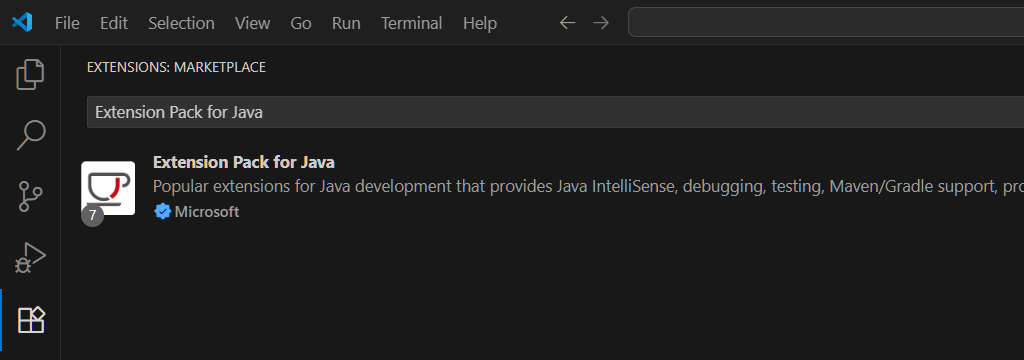 File Edit Selection View Go Run Terminal Help
EXTENSIONS: MARKETPLACE
Extension Pack for Java
Extension Pack for Java
Popular extensions for Java development that provides Java IntelliSense, debugging, testing, Maven/Gradle support, pro
7
Microsoft